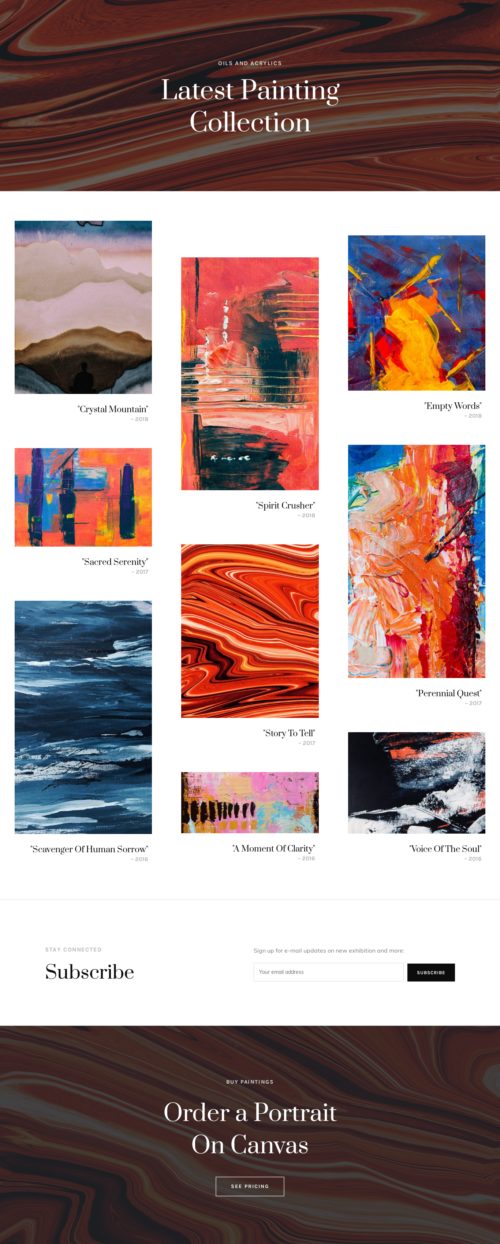 OILS AND ACRYLICS
Latest Painting
Collection
"Crystal Mountain"
– 2018
"Sacred Serenity"
– 2017
"Scavenger Of Human Sorrow"
– 2016
"Spirit Crusher"
– 2018
"Story To Tell"
– 2017
"A Moment Of Clarity"
– 2016
"Empty Words"
– 2018
"Perennial Quest"
– 2017
"Voice Of The Soul"
– 2016
STAY CONNECTED
Subscribe
Sign up for e-mail updates on new exhibition and more:
Your email address
SUBSCRIBE
BUY PAINTINGS
Order a Portrait
On Canvas
SEE PRICING